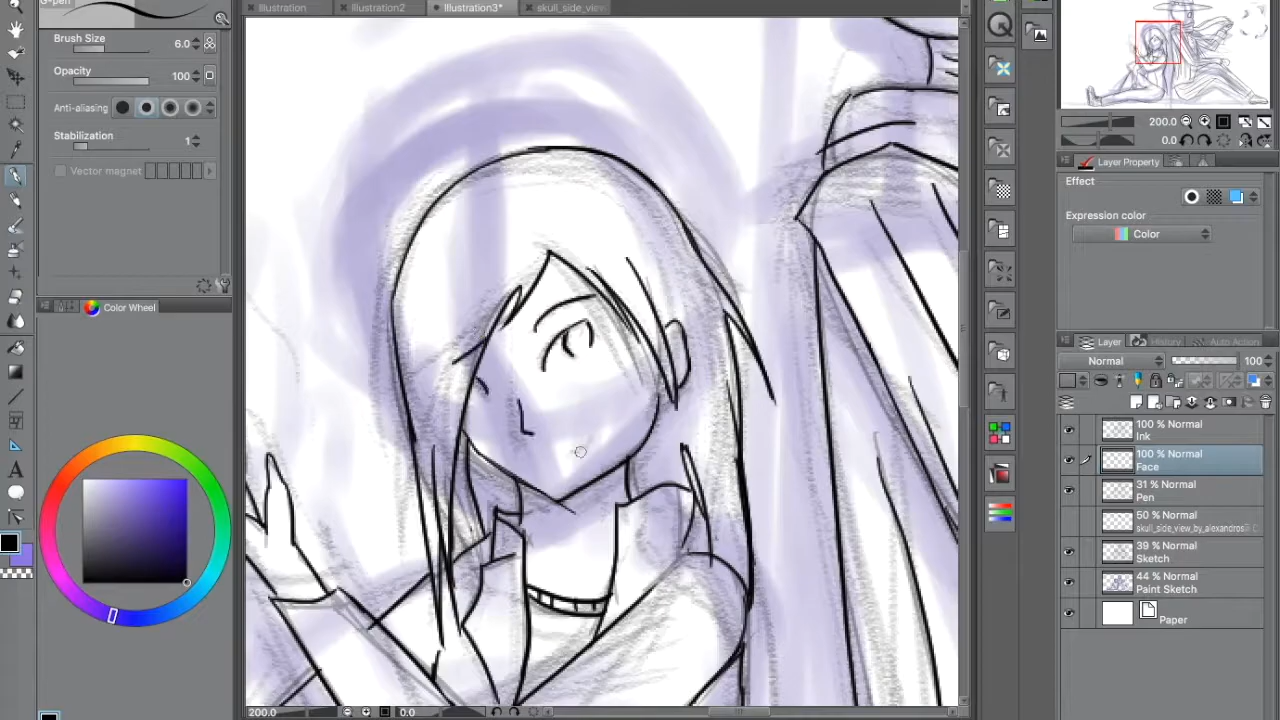 G-pen
Illustration
Illustration2
Illustration3*
skull_side_view
Brush Size
6.0
Opacity
100
Anti-aliasing
Stabilization
1
Vector magnet
Color Wheel
200.0
0.0
200.0
0.0
Layer Property
Effect
Expression color
Color
Layer
History
Auto Action
Normal
100
100 % Normal
Ink
100 % Normal
Face
31 % Normal
Pen
50 % Normal
skull_side_view_by_alexandros
39 % Normal
Sketch
44 % Normal
Paint Sketch
Paper